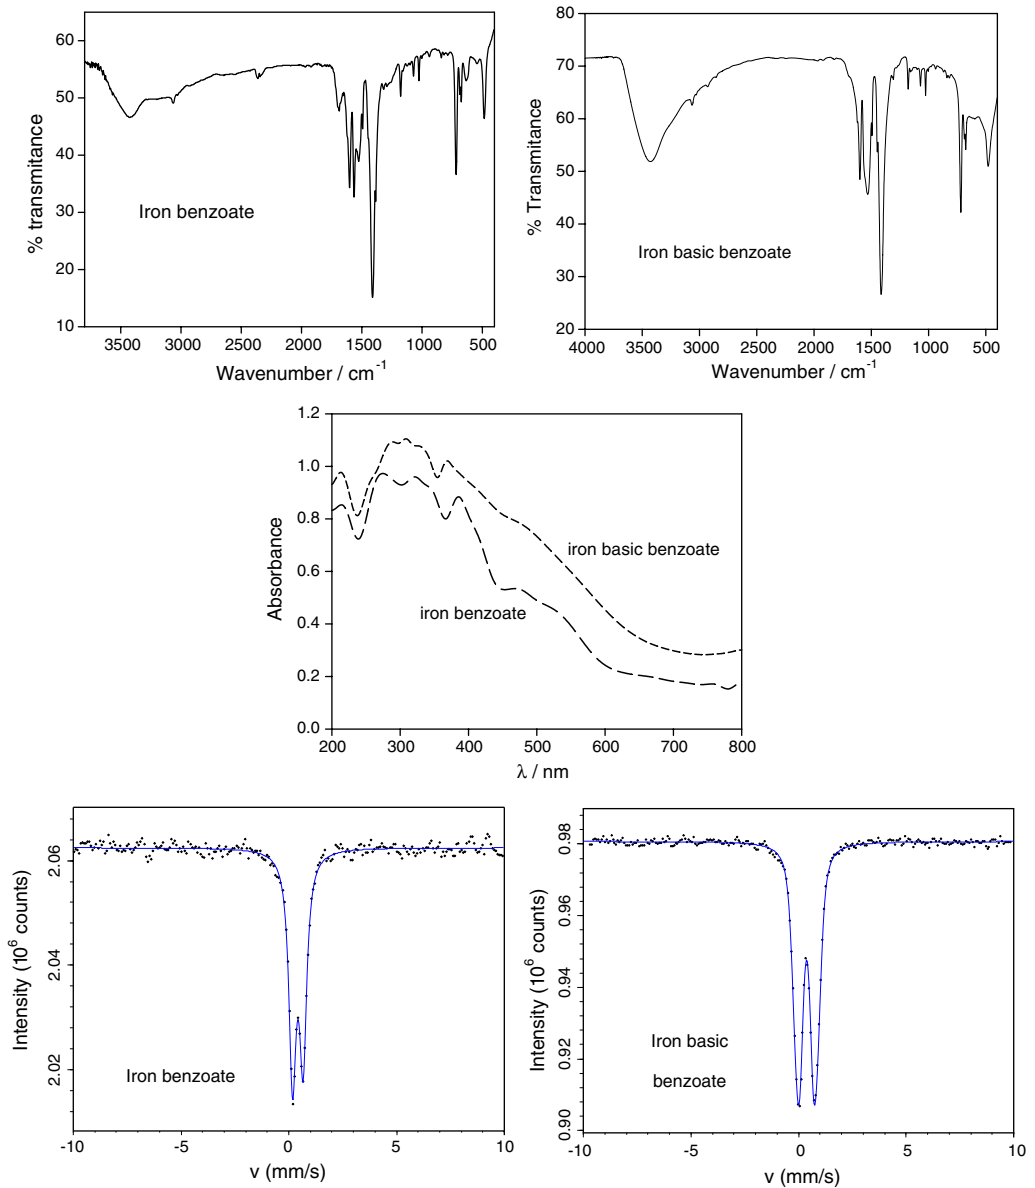 60
50
40
30
20
10
% transmitance
Iron benzoate
3500 3000 2500 2000 1500 1000 500
Wavenumber / cm⁻¹
80
70
60
50
40
30
20
% Transmitance
Iron basic benzoate
4000 3500 3000 2500 2000 1500 1000 500
Wavenumber / cm⁻¹
1.2
1.0
0.8
0.6
0.4
0.2
0.0
Absorbance
iron basic benzoate
iron benzoate
200 300 400 500 600 700 800
λ / nm
2.06
2.04
2.02
Intensity (10⁶ counts)
Iron benzoate
-10 -5 0 5 10
v (mm/s)
0.98
0.96
0.94
0.92
0.90
Intensity (10⁶ counts)
Iron basic
benzoate
-10 -5 0 5 10
v (mm/s)